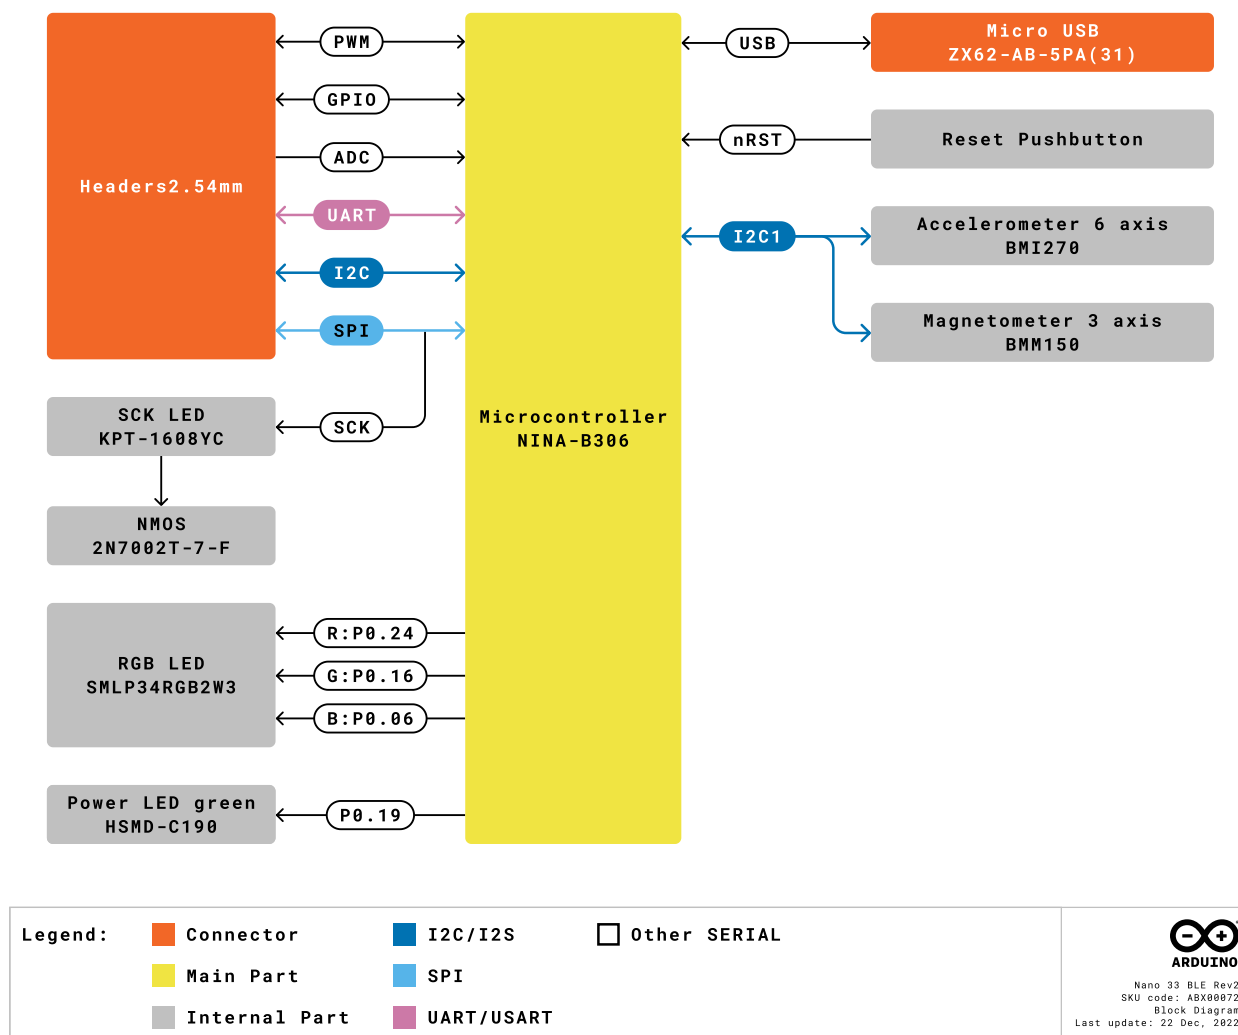 PWM
USB
Micro USB
ZX62-AB-5PA(31)
GPIO
nRST
Reset Pushbutton
ADC
Headers2.54mm
UART
I2C1
Accelerometer 6 axis
BMI270
I2C
SPI
Magnetometer 3 axis
BMM150
SCK LED
KPT-1608YC
SCK
Microcontroller
NINA-B306
NMOS
2N7002T-7-F
R:P0.24
RGB LED
SMLP34RGB2W3
G:P0.16
B:P0.06
Power LED green
HSMD-C190
P0.19
Legend:
Connector
I2C/I2S
Other SERIAL
Main Part
SPI
Internal Part
UART/USART
ARDUINO
Nano 33 BLE Rev2
SKU code: ABX00072
Block Diagram
Last update: 22 Dec, 2022